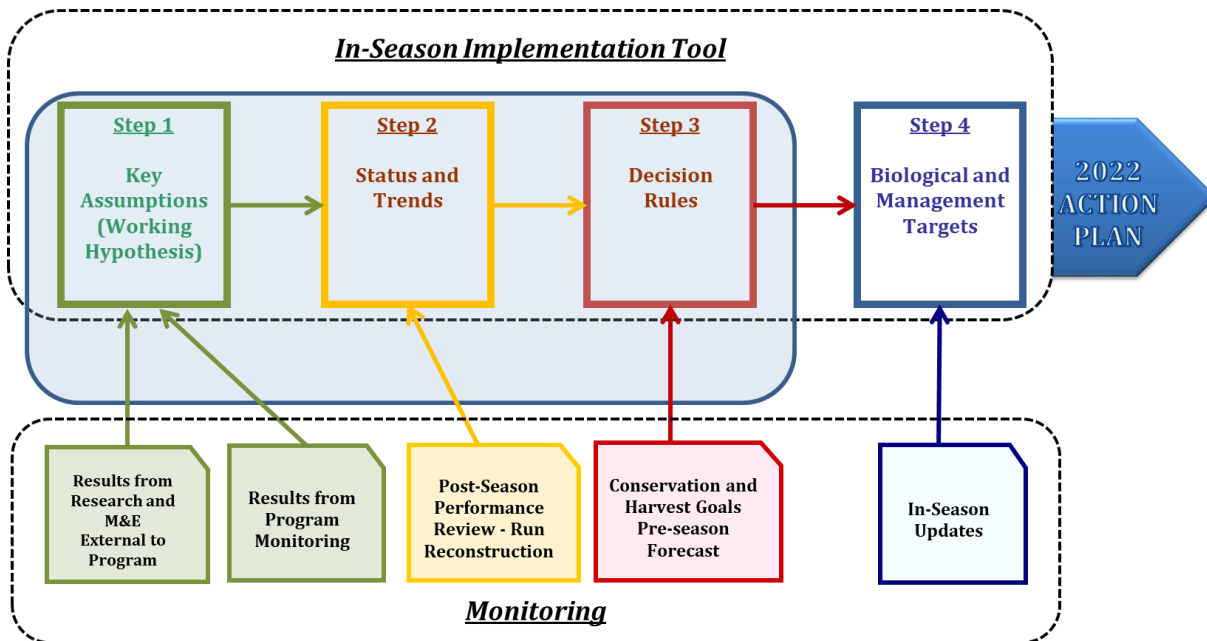 In-Season Implementation Tool
Step 1
Key
Assumptions
(Working
Hypothesis)
Step 2
Status and
Trends
Step 3
Decision
Rules
Step 4
Biological and
Management
Targets
2022
ACTION
PLAN
Results from
Research and
M&E
External to
Program
Results from
Program
Monitoring
Post-Season
Performance
Review - Run
Reconstruction
Conservation and
Harvest Goals
Pre-season
Forecast
In-Season
Updates
Monitoring